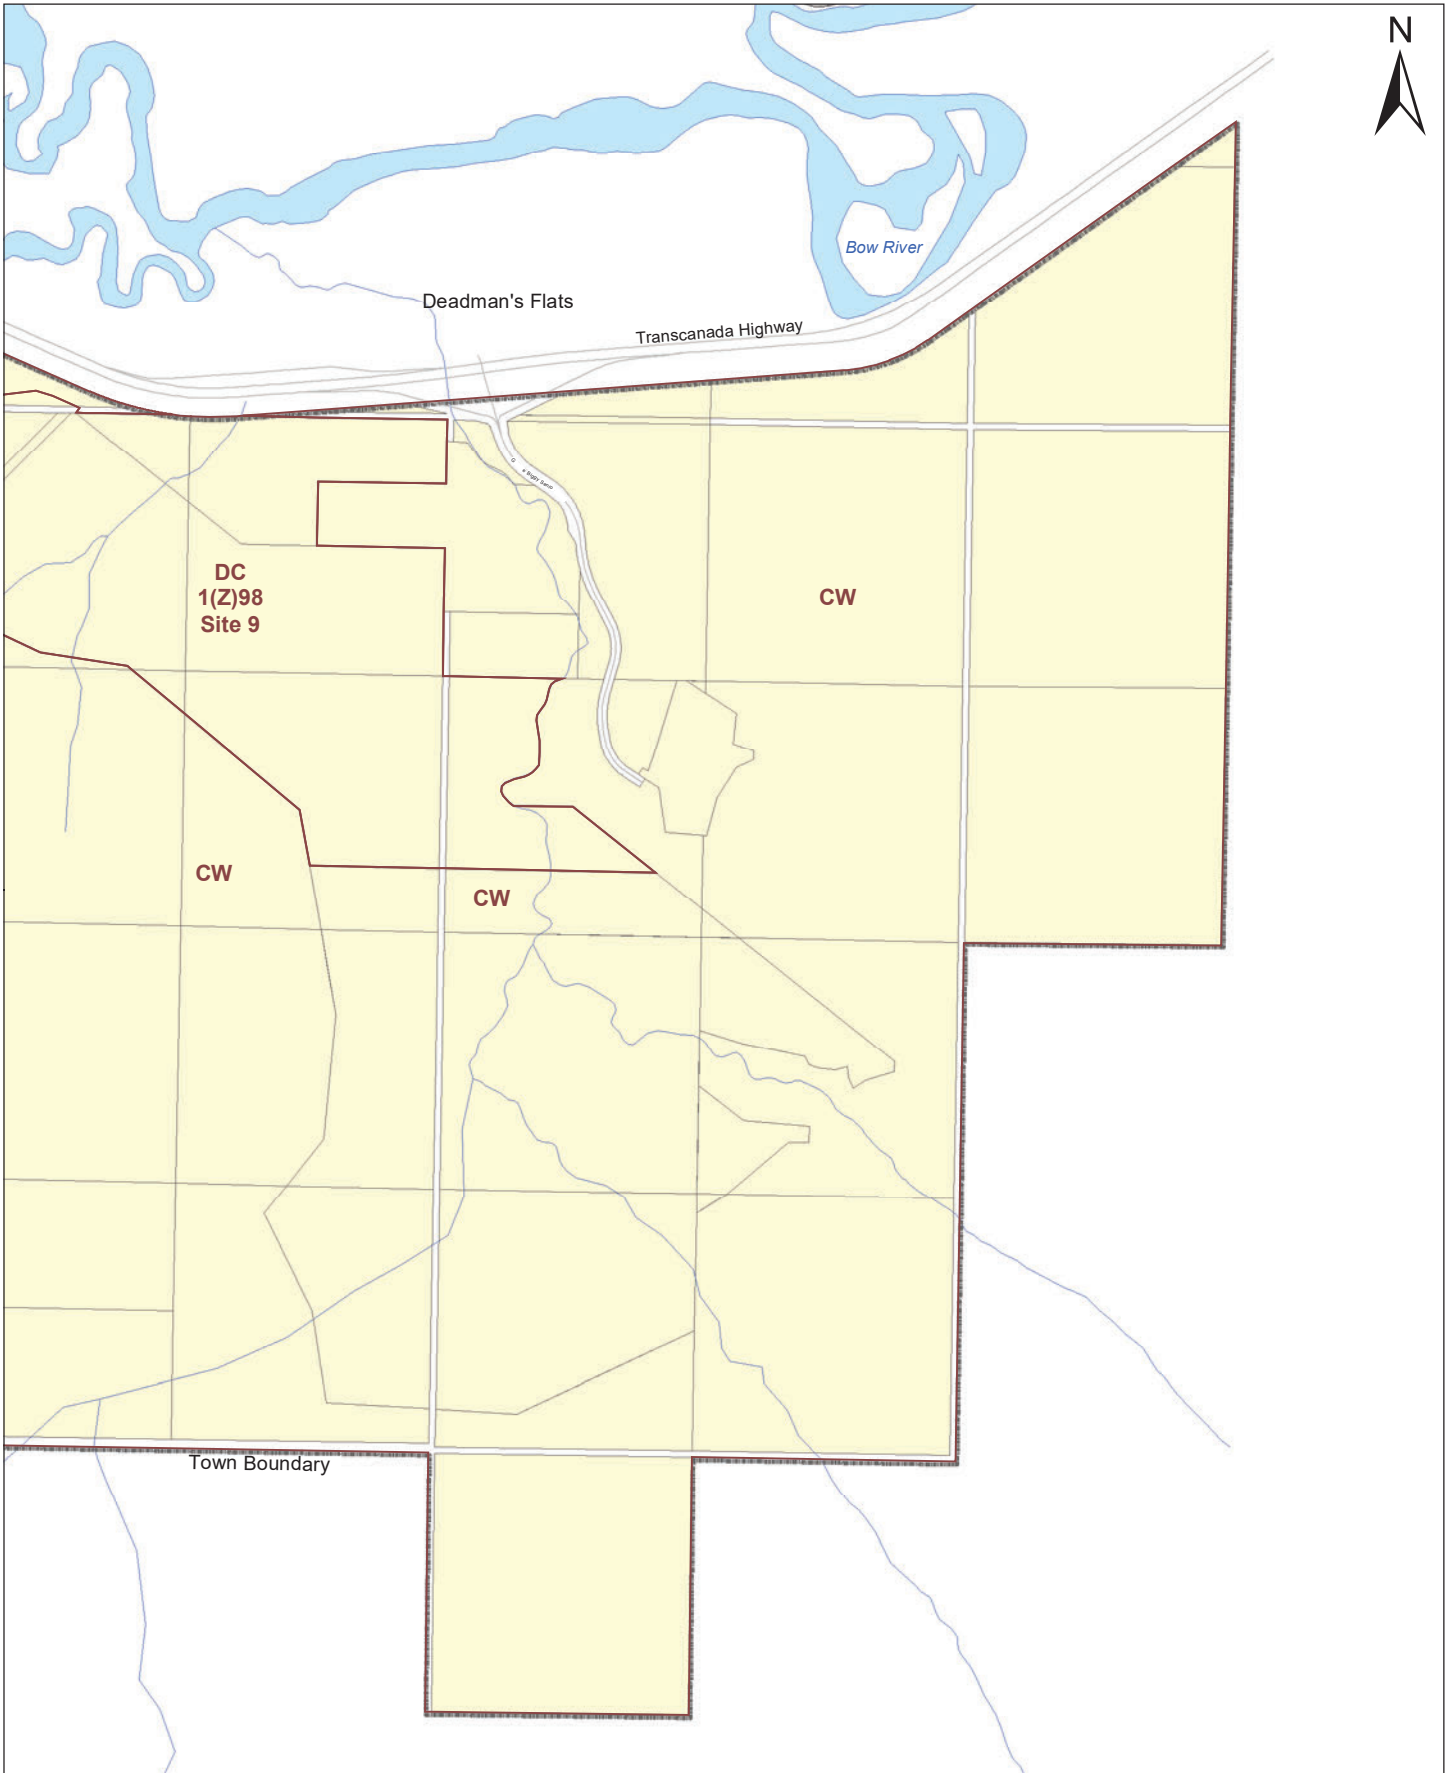 N
Bow River
Deadman's Flats
Transcanada Highway
DC
1(Z)98
Site 9
CW
CW
CW
Town Boundary